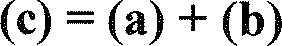 (c) = (a) + (b)